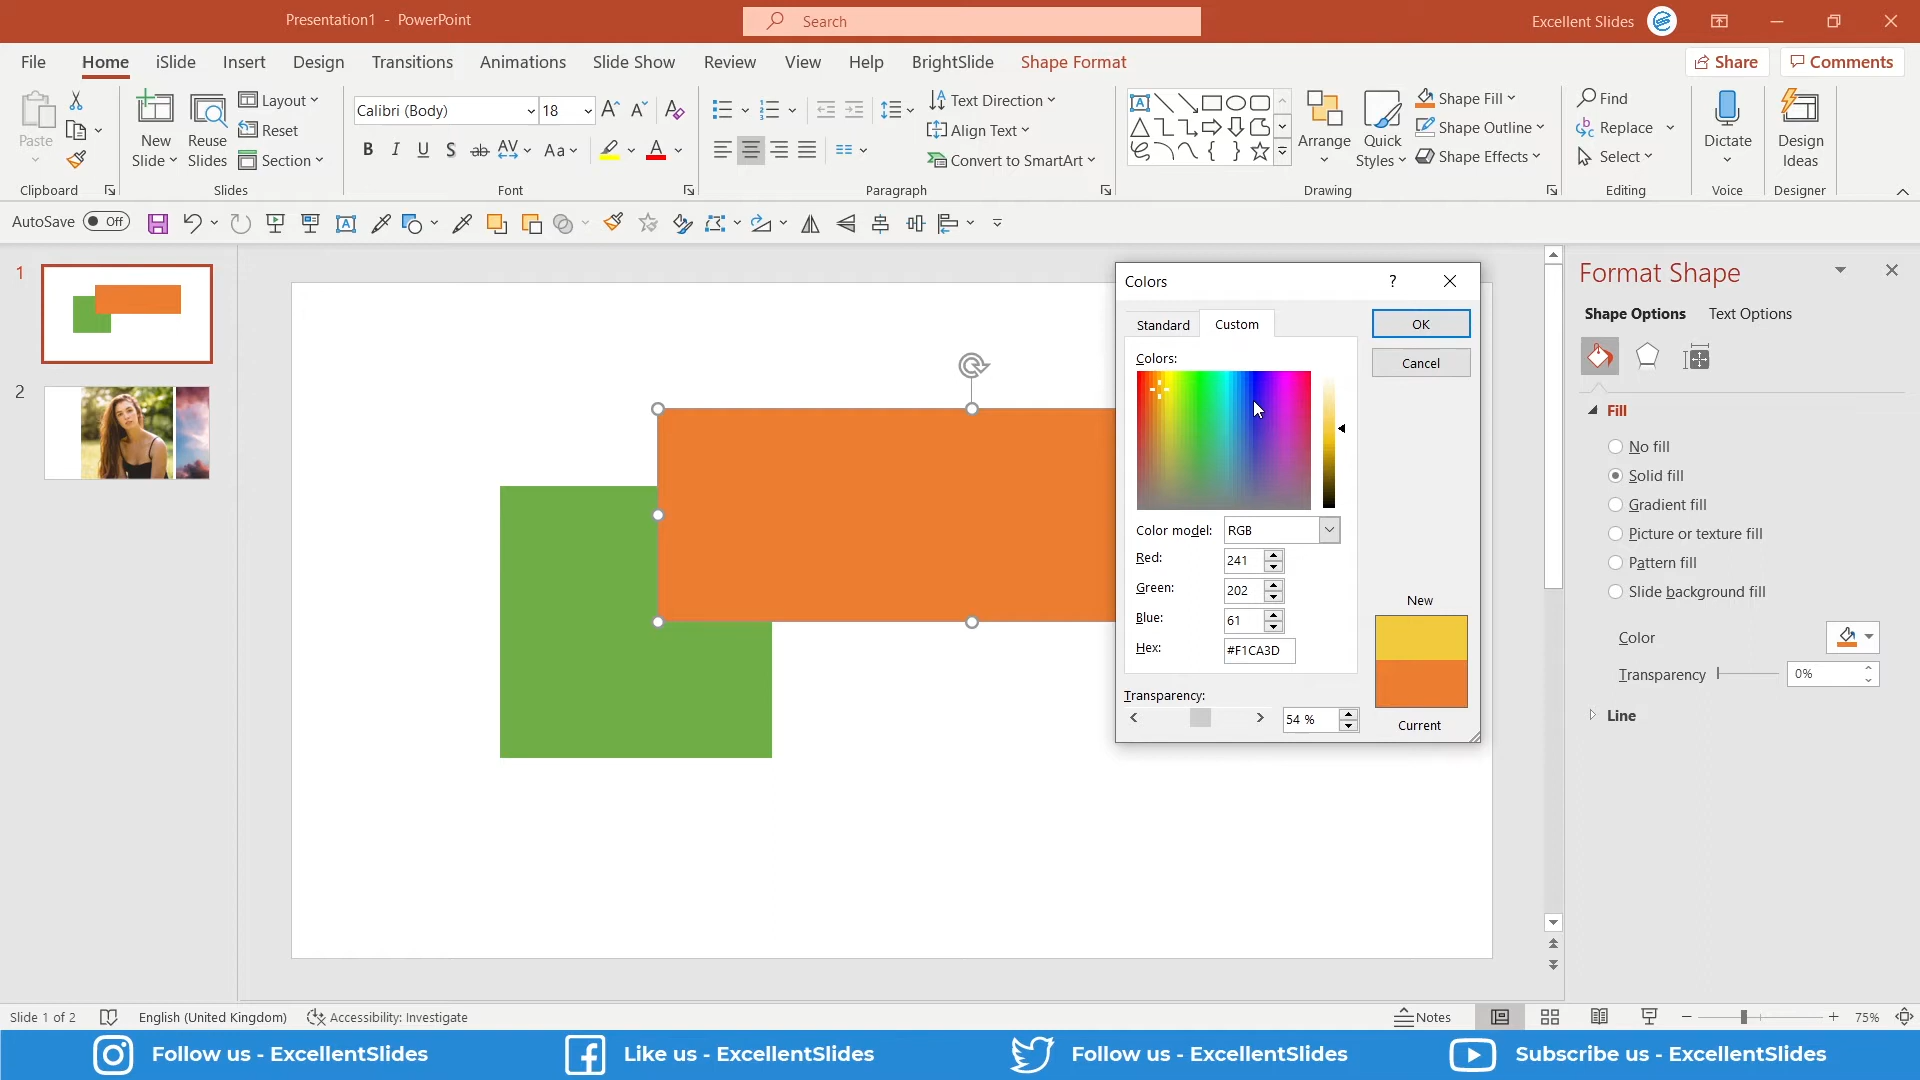 Presentation1 - PowerPoint
Search
Excellent Slides
File Home iSlide Insert Design Transitions Animations Slide Show Review View Help BrightSlide Shape Format
Share Comments
Paste
New Slide
Reuse Slides
Layout
Reset
Section
Calibri (Body) 18
B I U S ab AV Aa A
Text Direction
Align Text
Convert to SmartArt
Arrange
Quick Styles
Shape Fill
Shape Outline
Shape Effects
Find
Replace
Select
Dictate
Design Ideas
Clipboard Slides Font Paragraph Drawing Editing Voice Designer
AutoSave Off
1
2
Colors ?
Standard Custom
OK
Cancel
Colors:
Color model: RGB
Red: 241
Green: 202
Blue: 61
Hex: #F1CA3D
Transparency:
54 %
New
Current
Format Shape
Shape Options Text Options
Fill
No fill
Solid fill
Gradient fill
Picture or texture fill
Pattern fill
Slide background fill
Color
Transparency 0%
Line
Slide 1 of 2 English (United Kingdom) Accessibility: Investigate Notes 75%
Follow us - ExcellentSlides Like us - ExcellentSlides Follow us - ExcellentSlides Subscribe us - ExcellentSlides